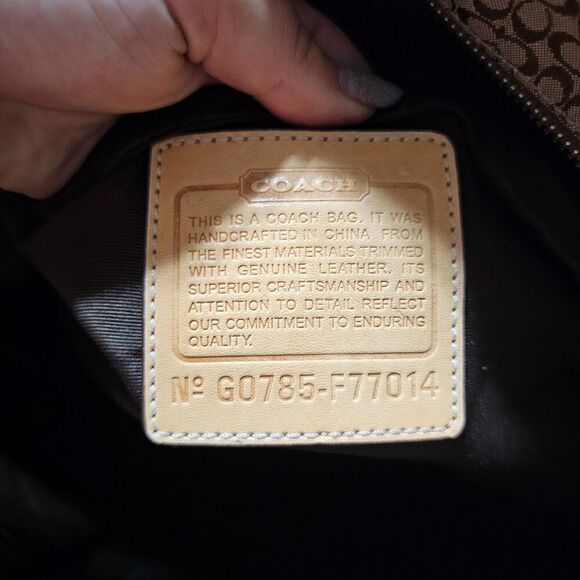 COACH
THIS IS A COACH BAG. IT WAS
HANDCRAFTED IN CHINA FROM
THE FINEST MATERIALS TRIMMED
WITH GENUINE LEATHER. ITS
SUPERIOR CRAFTSMANSHIP AND
ATTENTION TO DETAIL REFLECT
OUR COMMITMENT TO ENDURING
QUALITY.
Nº G0785-F77014